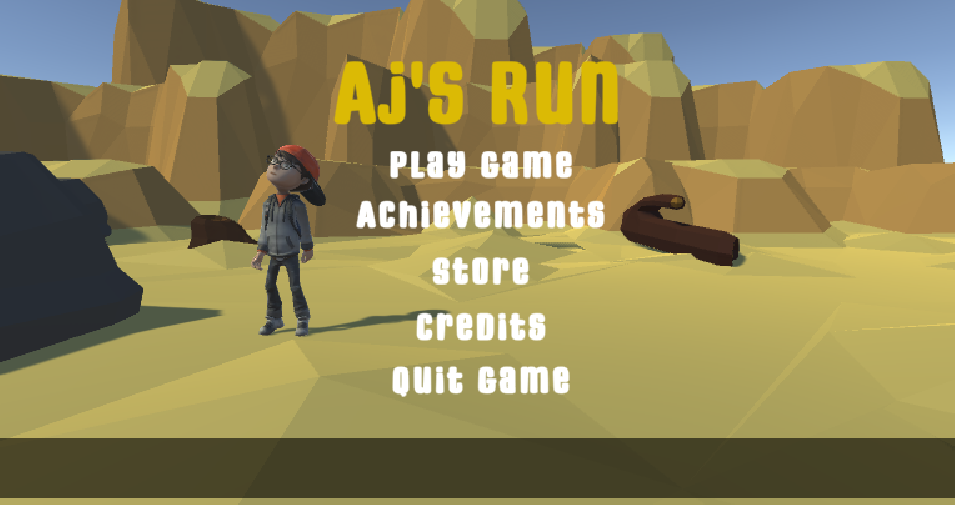 AJ'S RUN
Play Game
Achievements
Store
Credits
Quit Game